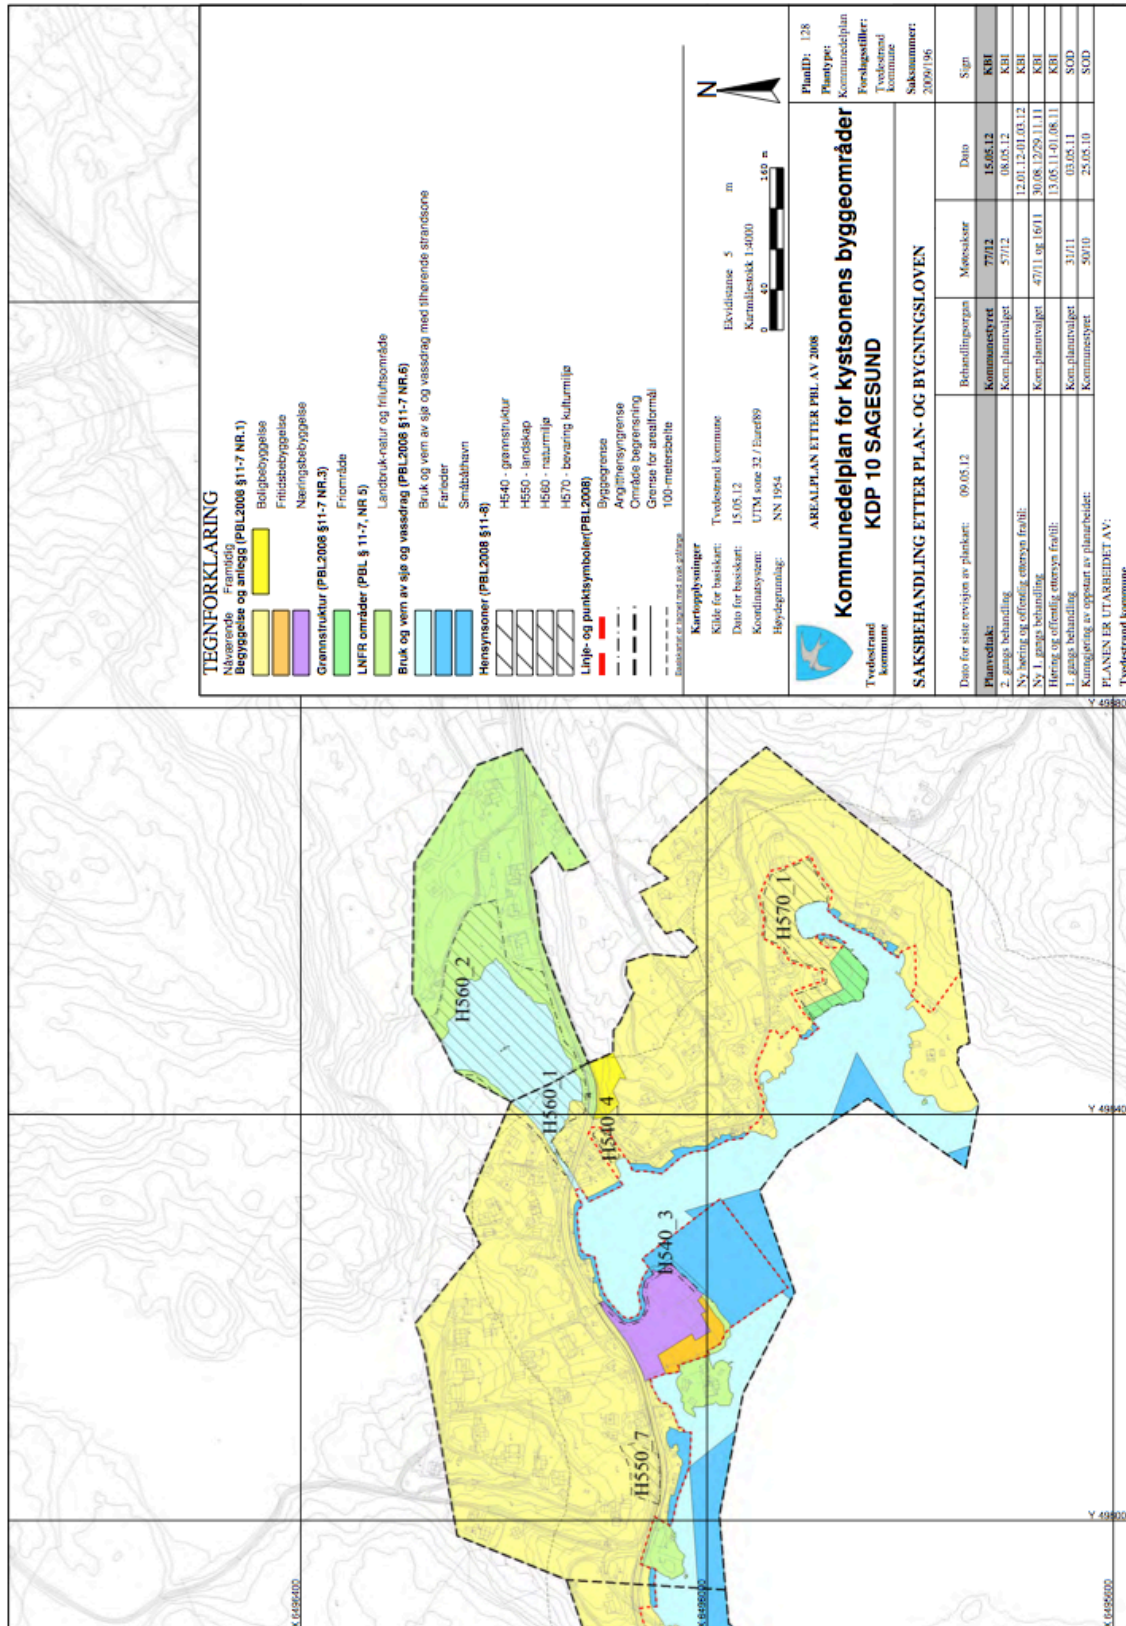 TEGNFORKLARING
Nåværende Framtidig
Begyggelse og anlegg (PBL2008 §11-7 NR.1)
Boligbebyggelse
Fritidsbebyggelse
Næringsbebyggelse
Grønnstruktur (PBL2008 §11-7 NR.3)
Friområde
LNFR områder (PBL § 11-7, NR 5)
Landbruk-natur og friluftsområde
Bruk og vern av sjø og vassdrag (PBL2008 §11-7 NR.6)
Bruk og vern av sjø og vassdrag med tilhørende strandsone
Farleder
Småbåthavn
Hensynsoner (PBL2008 §11-8)
H540 - grønnstruktur
H550 - landskap
H560 - naturmiljø
H570 - bevaring kulturmiljø
Linje- og punktsymboler(PBL2008)
Byggegrense
Angitthensyngrense
Område begrensning
Grense for arealformål
100-metersbelte
Kartopplysninger
Kilde for basiskart: Tvedestrand kommune
Dato for basiskart: 15.05.12
Koordinatsystem: UTM sone 32 / Euref89
Høydegrunnlag: NN 1954
Ekvidistanse 5 m
Kartmålestokk 1:4000
0 40 160 m
N
AREALPLAN ETTER PBL AV 2008
Kommunedelplan for kystsonens byggeområder
KDP 10 SAGESUND
Tvedestrand
kommune
PlanID: 128
Plantype:
Kommunedelplan
Forslagsstiller:
Tvedestrand
kommune
Saksnummer:
2009/196
SAKSBEHANDLING ETTER PLAN- OG BYGNINGSLOVEN
Dato for siste revisjon av plankart: 09.05.12 Behandlingsorgan Møtesaksnr Dato Sign
Planvedtak: Kommunestyret 77/12 15.05.12 KBI
2. gangs behandling Kom.planutvalget 57/12 08.05.12 KBI
Ny høring og offentlig ettersyn fra/til: 12.01.12-01.03.12 KBI
Ny 1. gangs behandling Kom.planutvalget 47/11 og 16/11 30.08.12/29.11.11 KBI
Høring og offentlig ettersyn fra/til: 13.05.11-01.08.11 KBI
1. gangs behandling Kom.planutvalget 31/11 03.05.11 SOD
Kunngjøring av oppstart av planarbeidet: Kommunestyret 50/10 25.05.10 SOD
PLANEN ER UTARBEIDET AV:
Tvedestrand kommune
H560_2
H560_1
H540_4
H570_1
H540_3
H550_7
X 6496400
X 6496000
X 6495600